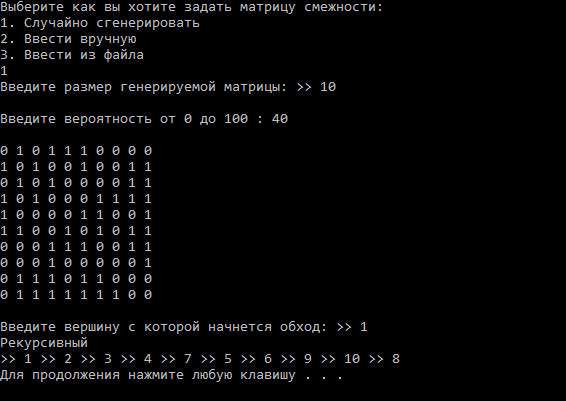 Выберите как вы хотите задать матрицу смежности:
1. Случайно сгенерировать
2. Ввести вручную
3. Ввести из файла
1
Введите размер генерируемой матрицы: >> 10
Введите вероятность от 0 до 100 : 40
0 1 0 1 1 1 0 0 0 0
1 0 1 0 0 1 0 0 1 1
0 1 0 1 0 0 0 0 1 1
1 0 1 0 0 0 1 1 1 1
1 0 0 0 0 1 1 0 0 1
1 1 0 0 1 0 1 0 1 1
0 0 0 1 1 1 0 0 1 1
0 0 0 1 0 0 0 0 0 1
0 1 1 1 0 1 1 0 0 0
0 1 1 1 1 1 1 1 0 0
Введите вершину с которой начнется обход: >> 1
Рекурсивный
>> 1 >> 2 >> 3 >> 4 >> 7 >> 5 >> 6 >> 9 >> 10 >> 8
Для продолжения нажмите любую клавишу . . .